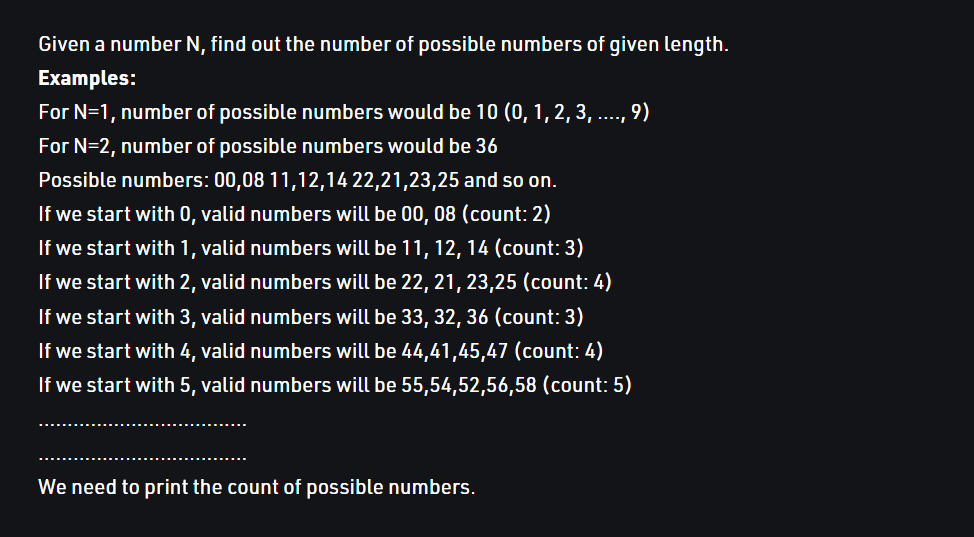 Given a number N, find out the number of possible numbers of given length.
Examples:
For N=1, number of possible numbers would be 10 (0, 1, 2, 3, ...., 9)
For N=2, number of possible numbers would be 36
Possible numbers: 00,08 11,12,14 22,21,23,25 and so on.
If we start with 0, valid numbers will be 00, 08 (count: 2)
If we start with 1, valid numbers will be 11, 12, 14 (count: 3)
If we start with 2, valid numbers will be 22, 21, 23,25 (count: 4)
If we start with 3, valid numbers will be 33, 32, 36 (count: 3)
If we start with 4, valid numbers will be 44,41,45,47 (count: 4)
If we start with 5, valid numbers will be 55,54,52,56,58 (count: 5)
....................................
....................................
We need to print the count of possible numbers.